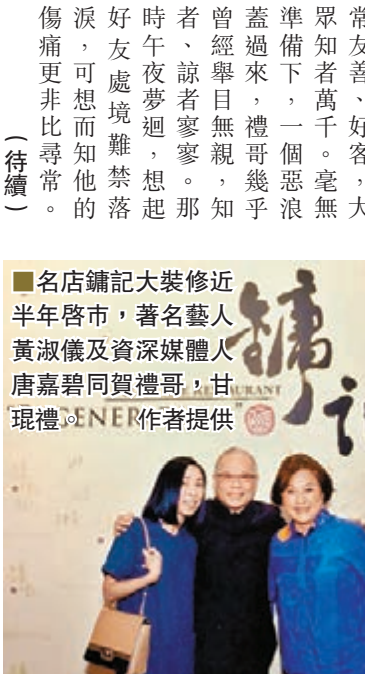 常友善、好客，大
眾知者萬千。毫無
準備下，一個惡浪
蓋過來，禮哥幾乎
曾經舉目無親，知
者、諒者寥寥。那
時午夜夢迴，想起
好友處境難禁落
淚，可想而知他的
傷痛更非比尋常。
（待續）
■名店鏞記大裝修近
半年啓市，著名藝人
黃淑儀及資深媒體人
唐嘉碧同賀禮哥，甘
琨禮。 作者提供
鏞
RESTAURANT